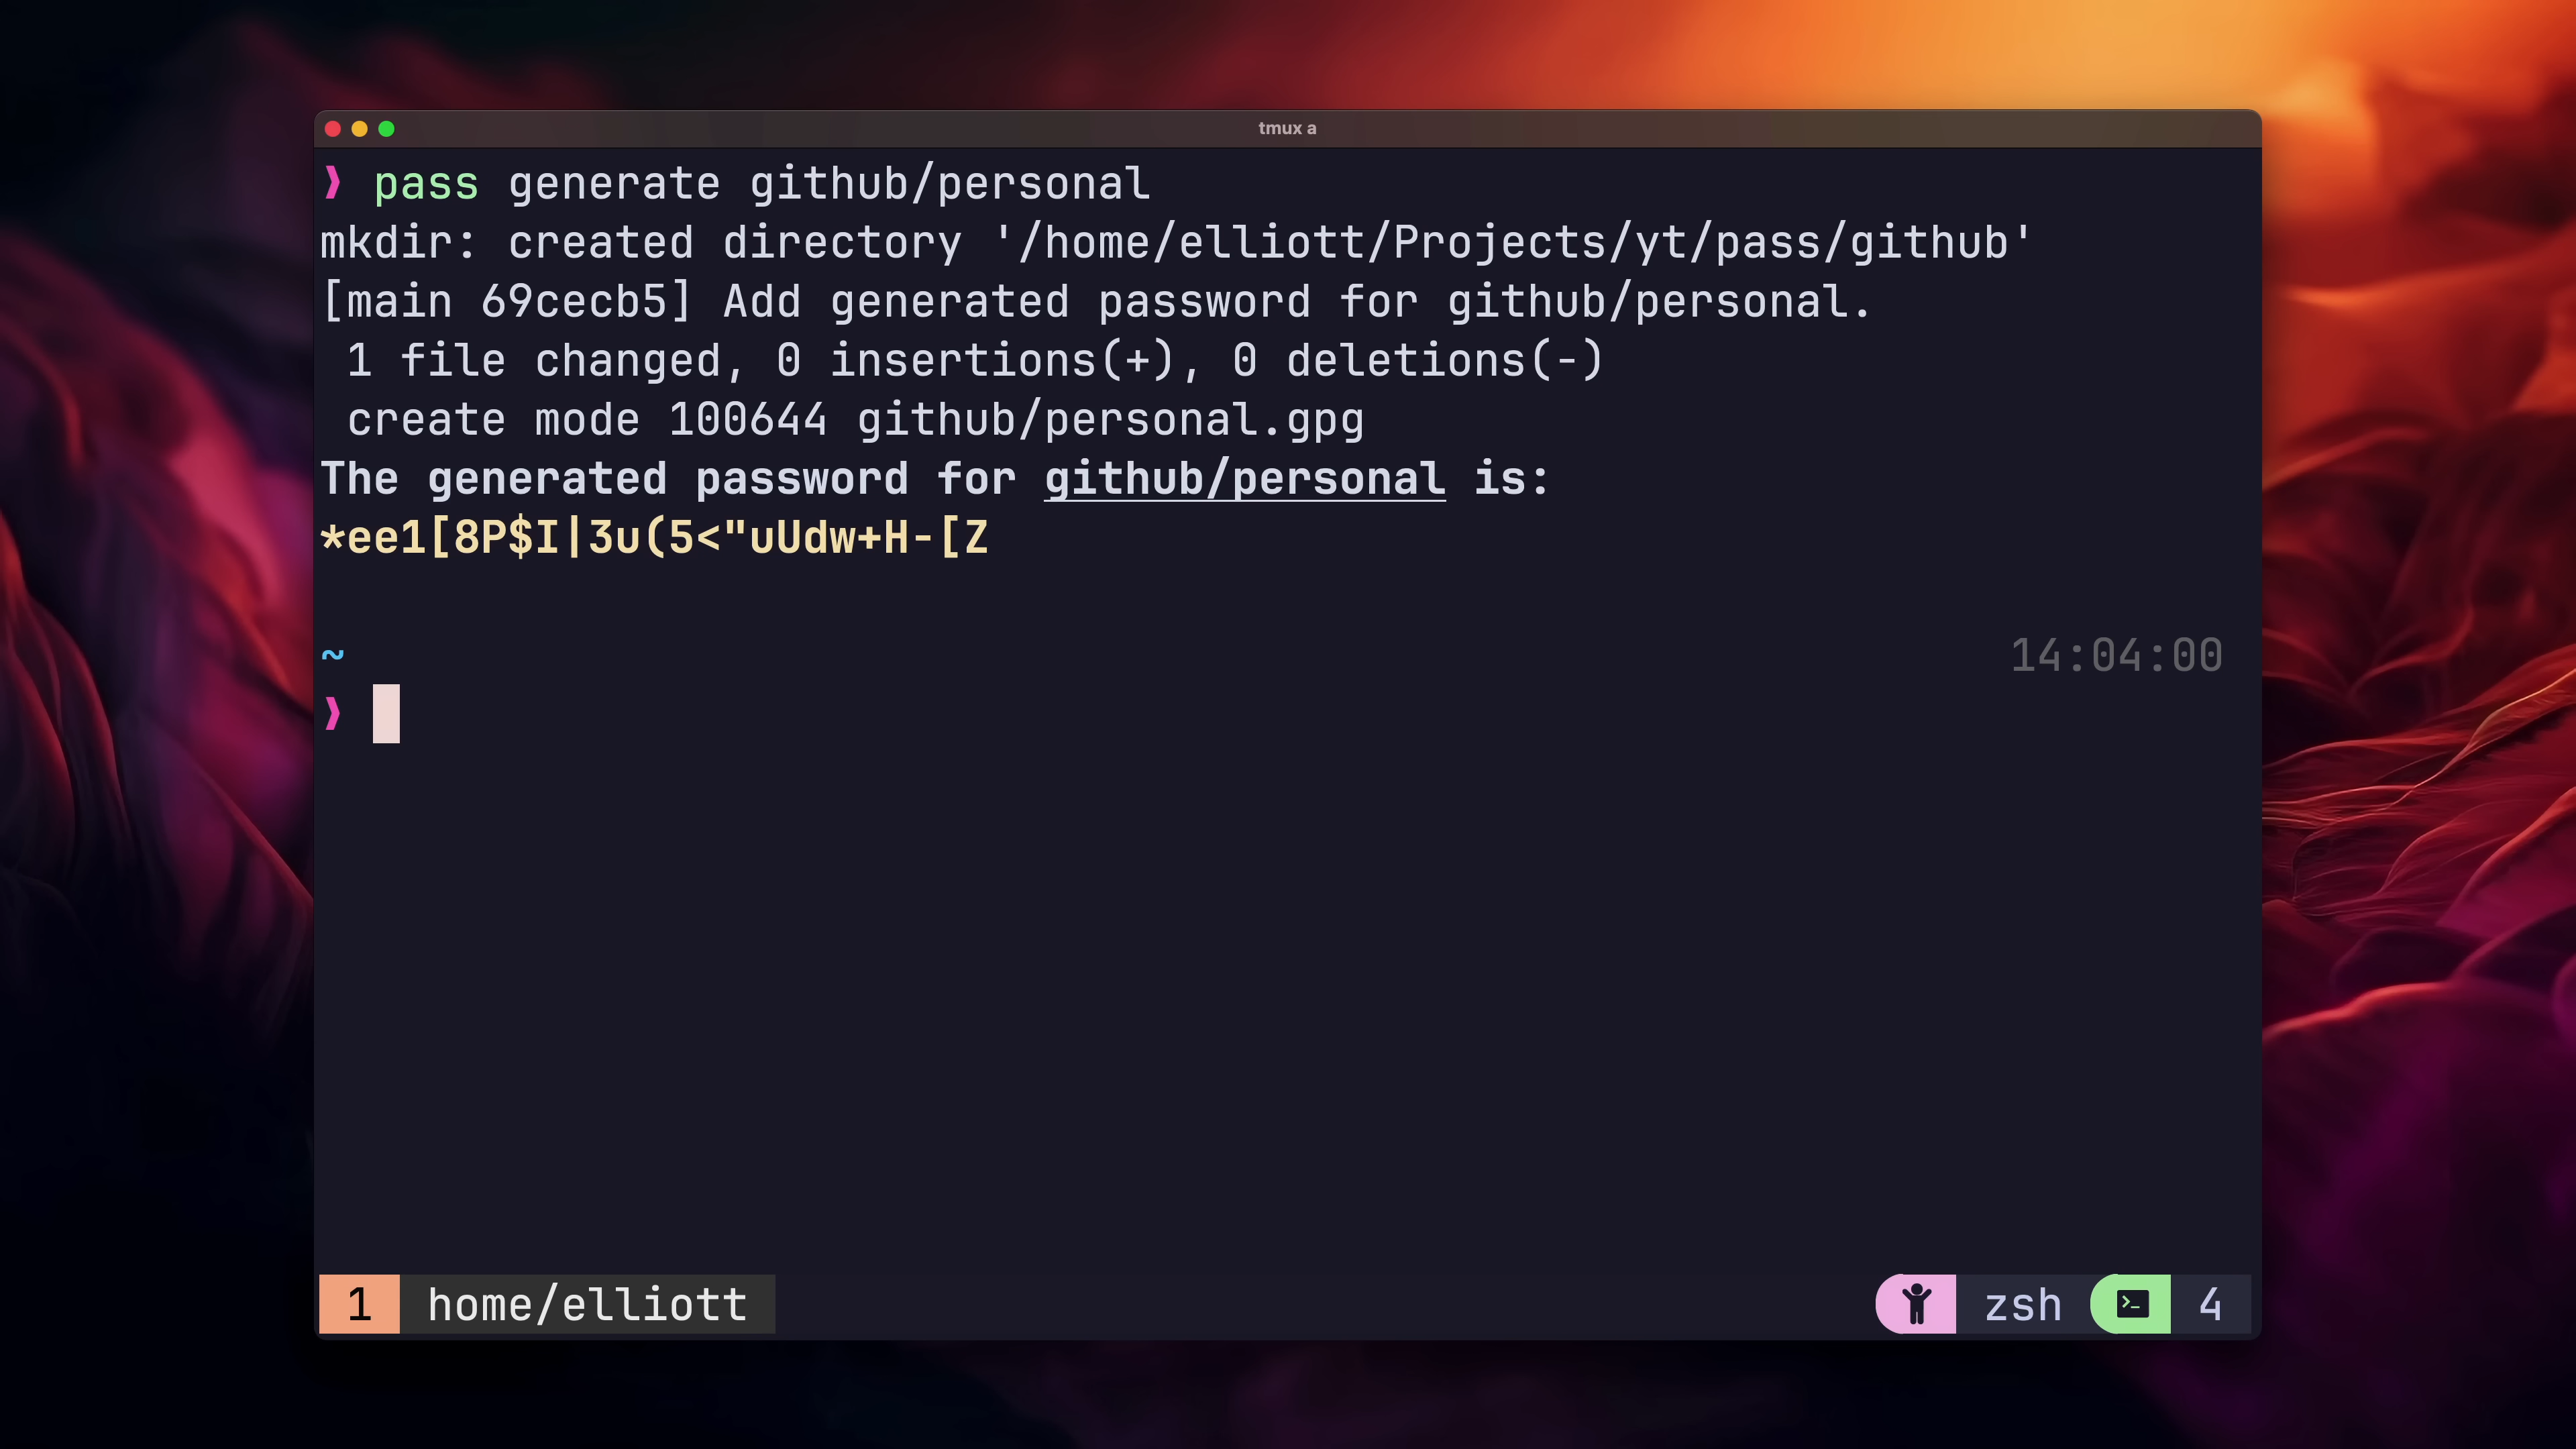 tmux a
❯ pass generate github/personal
mkdir: created directory '/home/elliott/Projects/yt/pass/github'
[main 69cecb5] Add generated password for github/personal.
 1 file changed, 0 insertions(+), 0 deletions(-)
 create mode 100644 github/personal.gpg
The generated password for github/personal is:
*ee1[8P$I|3u(5<"uUdw+H-[Z
~ 14:04:00
❯
1 home/elliott zsh 4